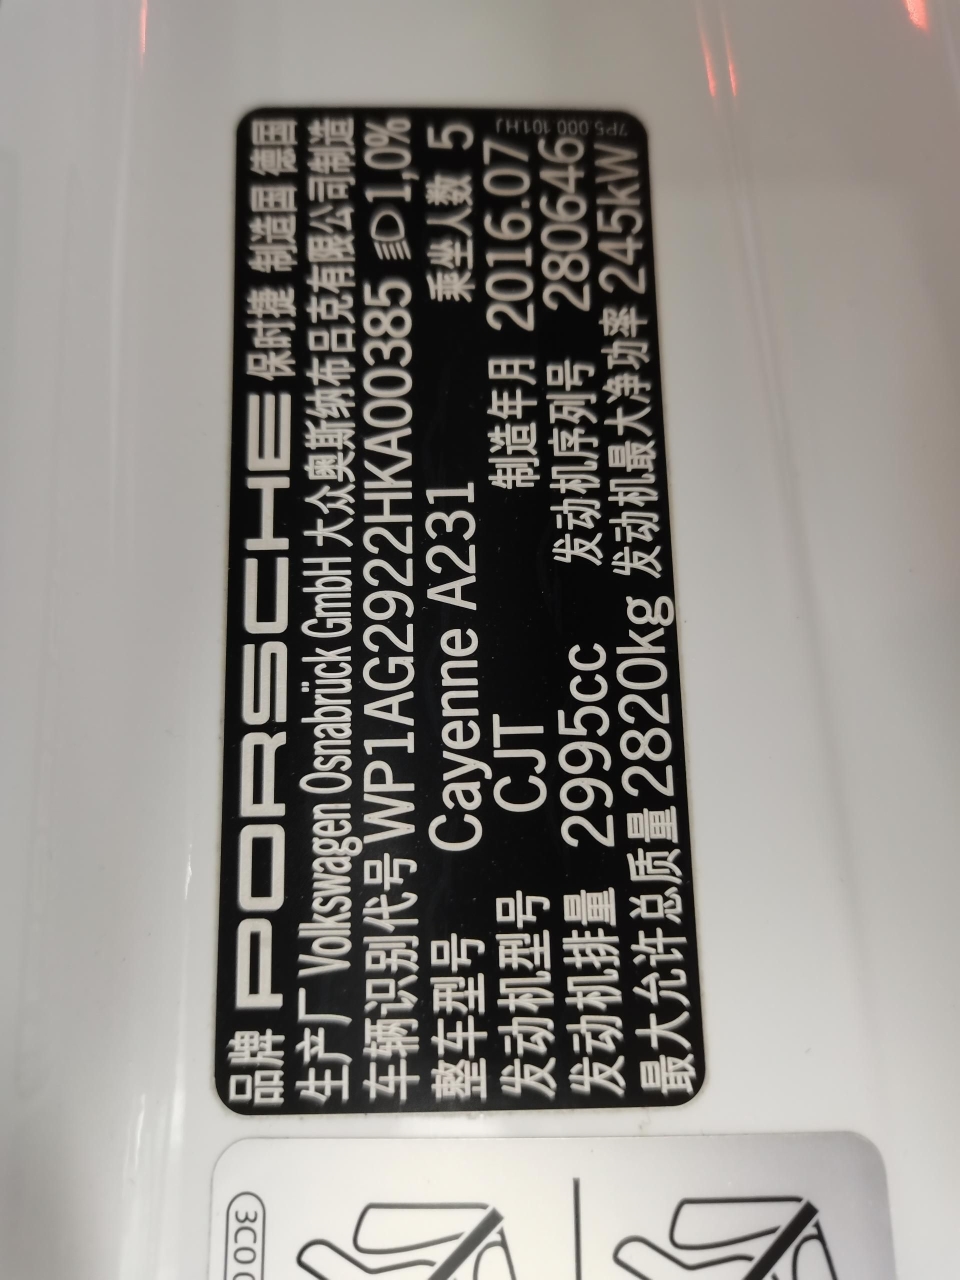 品牌 PORSCHE 保时捷 制造国 德国
生产厂 Volkswagen Osnabrück GmbH 大众奥斯纳布吕克有限公司制造
车辆识别代号 WP1AG2922HKA00385 1,0%
整车型号 Cayenne A231 乘坐人数 5
发动机型号 CJT 制造年月 2016.07
发动机排量 2995cc 发动机序列号 280646
最大允许总质量 2820kg 发动机最大净功率 245kW
7P5.000.101.HJ
3C0